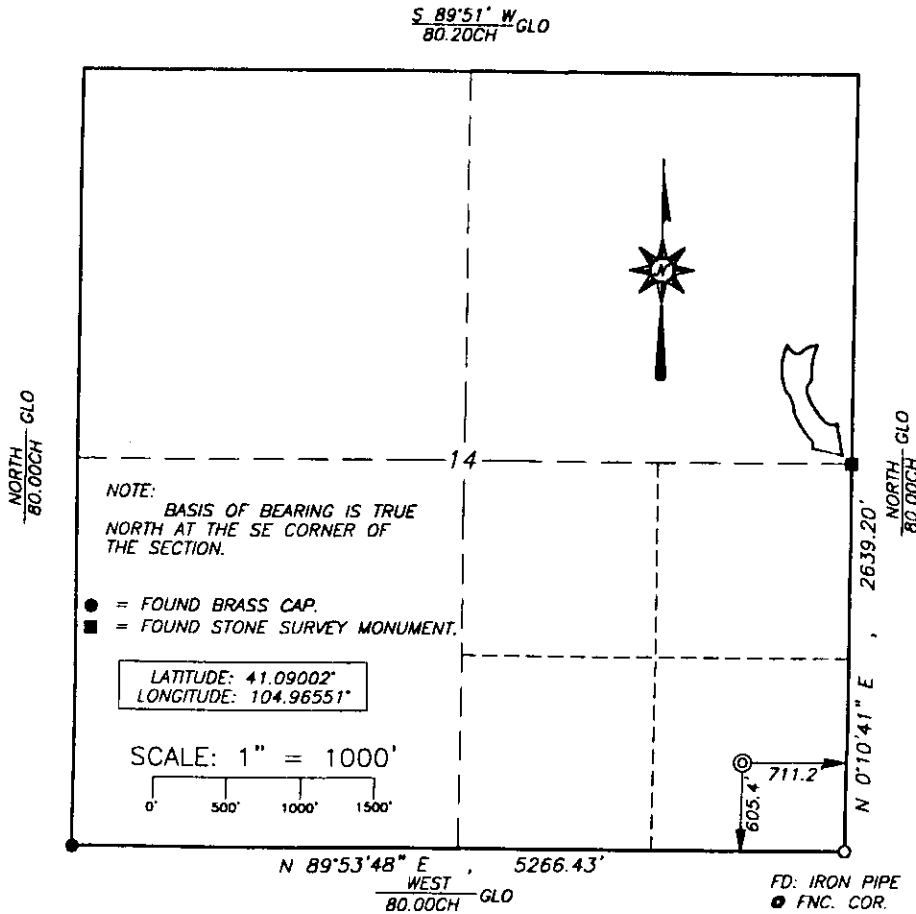 S 89°51' W
80.20CH GLO
N
NORTH
80.00CH GLO
14
NORTH
80.00CH GLO
NOTE:
BASIS OF BEARING IS TRUE
NORTH AT THE SE CORNER OF
THE SECTION.
● = FOUND BRASS CAP.
■ = FOUND STONE SURVEY MONUMENT.
LATITUDE: 41.09002°
LONGITUDE: 104.96551°
SCALE: 1" = 1000'
0' 500' 1000' 1500'
N 0°10'41" E , 2639.20'
711.2
605.4'
N 89°53'48" E , 5266.43'
WEST
80.00CH GLO
FD: IRON PIPE
@ FNC. COR.